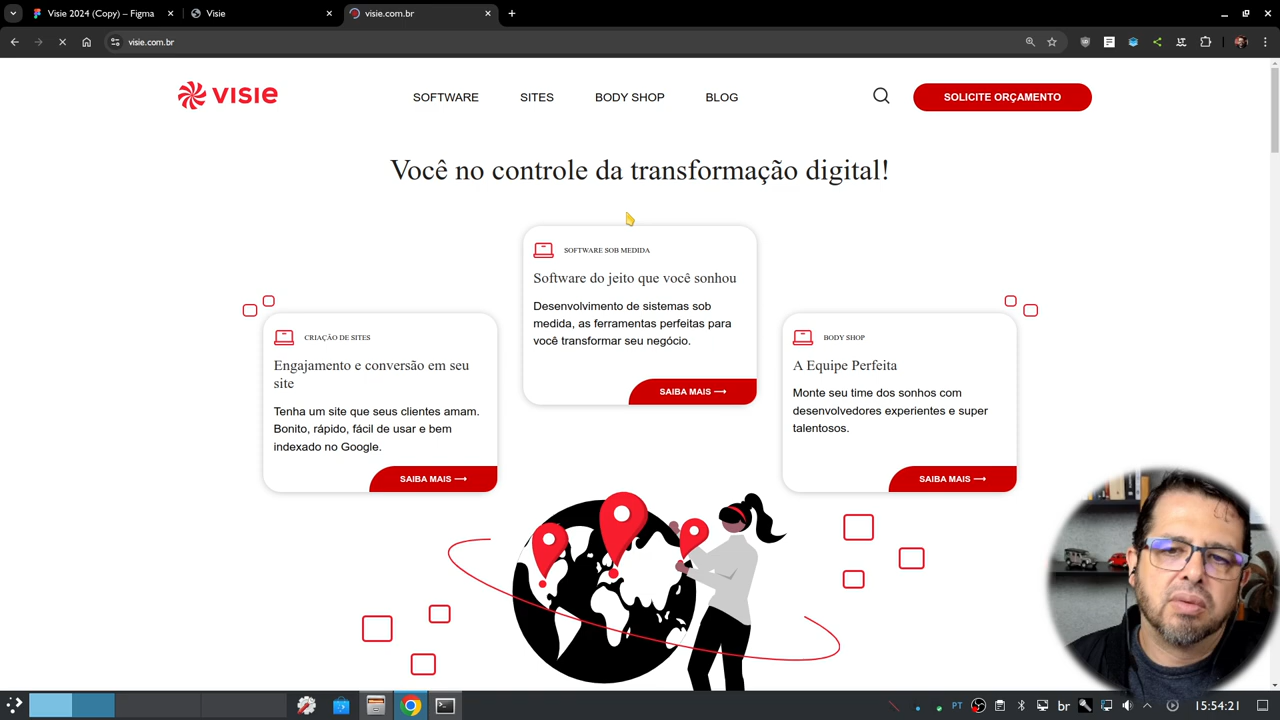 Visie 2024 (Copy) – Figma
Visie
visie.com.br
visie.com.br
VISIE
SOFTWARE
SITES
BODY SHOP
BLOG
SOLICITE ORÇAMENTO
Você no controle da transformação digital!
SOFTWARE SOB MEDIDA
Software do jeito que você sonhou
Desenvolvimento de sistemas sob
medida, as ferramentas perfeitas para
você transformar seu negócio.
SAIBA MAIS ⟶
CRIAÇÃO DE SITES
Engajamento e conversão em seu
site
Tenha um site que seus clientes amam.
Bonito, rápido, fácil de usar e bem
indexado no Google.
SAIBA MAIS ⟶
BODY SHOP
A Equipe Perfeita
Monte seu time dos sonhos com
desenvolvedores experientes e super
talentosos.
SAIBA MAIS ⟶
PT
br
15:54:21